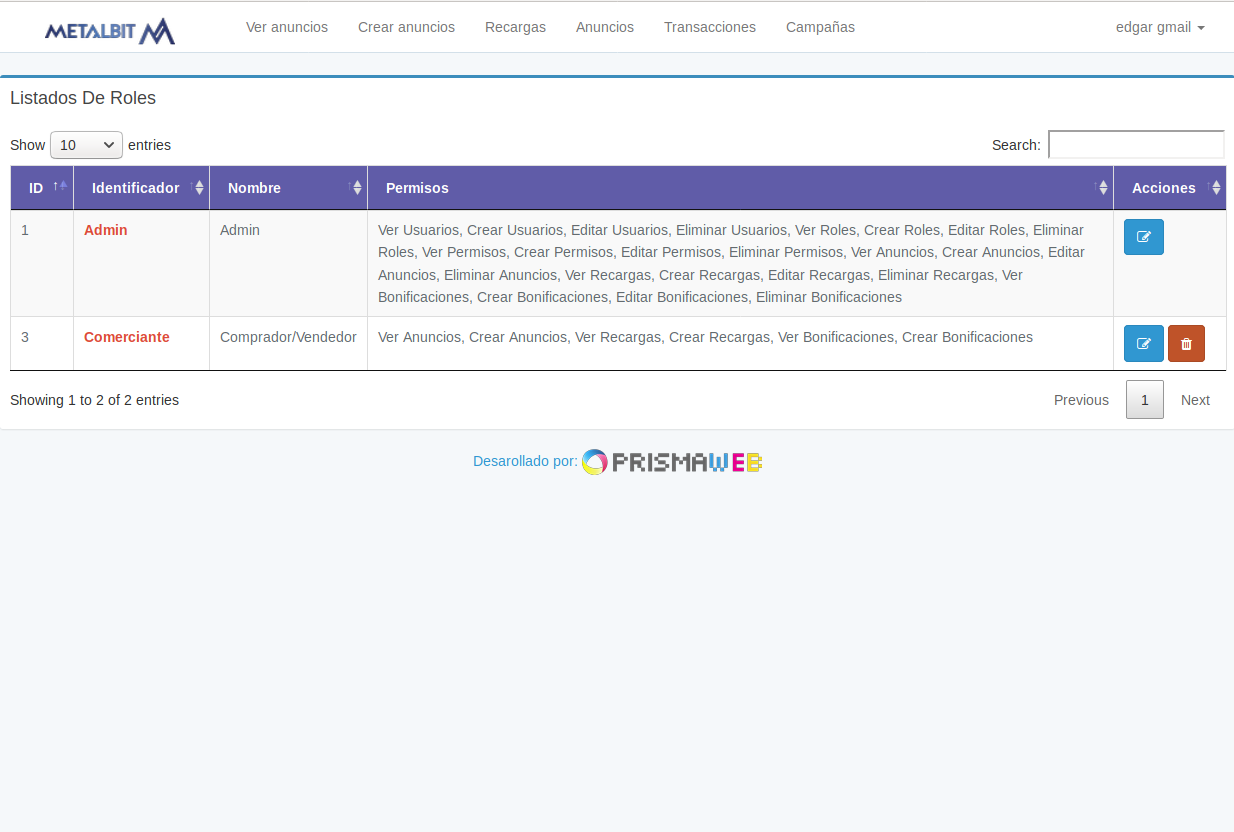 METALBIT Ver anuncios Crear anuncios Recargas Anuncios Transacciones Campañas edgar gmail
Listados De Roles
Show 10 entries Search:
ID Identificador Nombre Permisos Acciones
1 Admin Admin Ver Usuarios, Crear Usuarios, Editar Usuarios, Eliminar Usuarios, Ver Roles, Crear Roles, Editar Roles, Eliminar
Roles, Ver Permisos, Crear Permisos, Editar Permisos, Eliminar Permisos, Ver Anuncios, Crear Anuncios, Editar
Anuncios, Eliminar Anuncios, Ver Recargas, Crear Recargas, Editar Recargas, Eliminar Recargas, Ver
Bonificaciones, Crear Bonificaciones, Editar Bonificaciones, Eliminar Bonificaciones
3 Comerciante Comprador/Vendedor Ver Anuncios, Crear Anuncios, Ver Recargas, Crear Recargas, Ver Bonificaciones, Crear Bonificaciones
Showing 1 to 2 of 2 entries Previous 1 Next
Desarollado por: PRISMAWEB